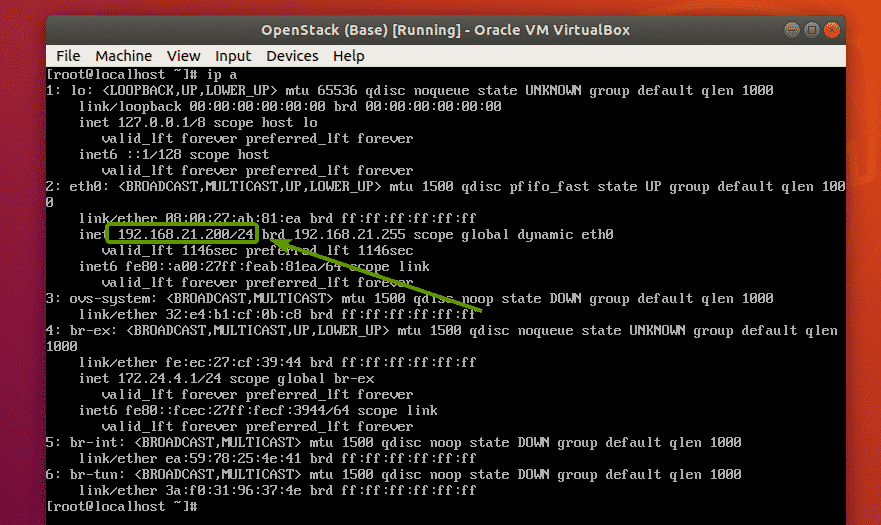 OpenStack (Base) [Running] - Oracle VM VirtualBox
File Machine View Input Devices Help
[root@localhost ~]# ip a
1: lo: <LOOPBACK,UP,LOWER_UP> mtu 65536 qdisc noqueue state UNKNOWN group default qlen 1000
    link/loopback 00:00:00:00:00:00 brd 00:00:00:00:00:00
    inet 127.0.0.1/8 scope host lo
       valid_lft forever preferred_lft forever
    inet6 ::1/128 scope host
       valid_lft forever preferred_lft forever
2: eth0: <BROADCAST,MULTICAST,UP,LOWER_UP> mtu 1500 qdisc pfifo_fast state UP group default qlen 100
0
    link/ether 08:00:27:ab:81:ea brd ff:ff:ff:ff:ff:ff
    inet 192.168.21.200/24 brd 192.168.21.255 scope global dynamic eth0
       valid_lft 1146sec preferred_lft 1146sec
    inet6 fe80::a00:27ff:feab:81ea/64 scope link
       valid_lft forever preferred_lft forever
3: ovs-system: <BROADCAST,MULTICAST> mtu 1500 qdisc noop state DOWN group default qlen 1000
    link/ether 32:e4:b1:cf:0b:c8 brd ff:ff:ff:ff:ff:ff
4: br-ex: <BROADCAST,MULTICAST,UP,LOWER_UP> mtu 1500 qdisc noqueue state UNKNOWN group default qlen
1000
    link/ether fe:ec:27:cf:39:44 brd ff:ff:ff:ff:ff:ff
    inet 172.24.4.1/24 scope global br-ex
       valid_lft forever preferred_lft forever
    inet6 fe80::fcec:27ff:fecf:3944/64 scope link
       valid_lft forever preferred_lft forever
5: br-int: <BROADCAST,MULTICAST> mtu 1500 qdisc noop state DOWN group default qlen 1000
    link/ether ea:59:78:25:4e:41 brd ff:ff:ff:ff:ff:ff
6: br-tun: <BROADCAST,MULTICAST> mtu 1500 qdisc noop state DOWN group default qlen 1000
    link/ether 3a:f0:31:96:37:4e brd ff:ff:ff:ff:ff:ff
[root@localhost ~]#